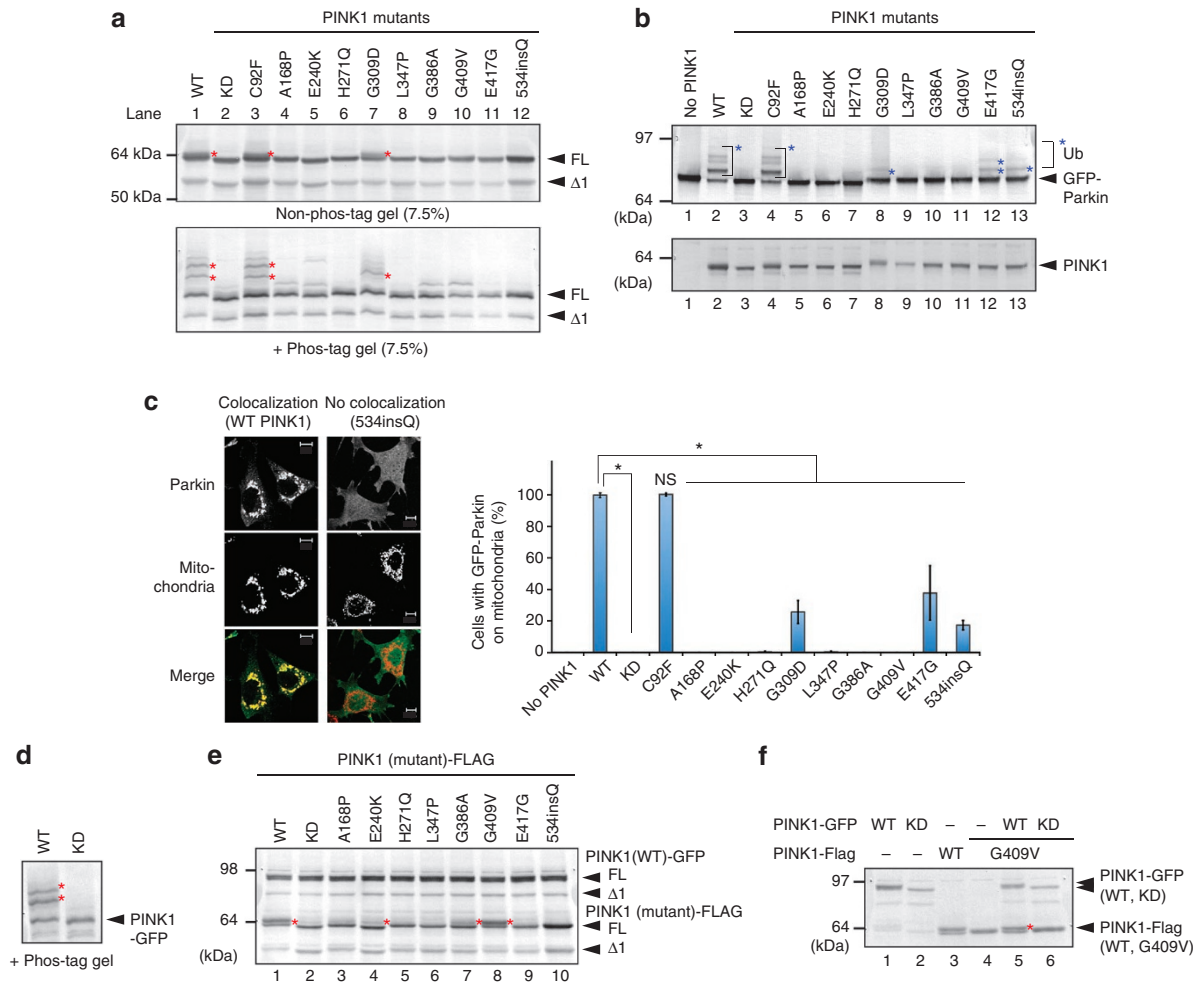 a
PINK1 mutants
WT KD C92F A168P E240K H271Q G309D L347P G386A G409V E417G 534insQ
Lane 1 2 3 4 5 6 7 8 9 10 11 12
64 kDa
* * *
FL
Δ1
50 kDa
Non-phos-tag gel (7.5%)
* * *
* *
FL
Δ1
+ Phos-tag gel (7.5%)
b
PINK1 mutants
No PINK1 WT KD C92F A168P E240K H271Q G309D L347P G386A G409V E417G 534insQ
97
* * * * * * *
Ub
GFP-
Parkin
64
(kDa)
1 2 3 4 5 6 7 8 9 10 11 12 13
64
(kDa)
PINK1
1 2 3 4 5 6 7 8 9 10 11 12 13
c
Colocalization
(WT PINK1)
No colocalization
(534insQ)
Parkin
Mito-
chondria
Merge
Cells with GFP-Parkin
on mitochondria (%)
100
80
60
40
20
0
*
*
NS
No PINK1 WT KD C92F A168P E240K H271Q G309D L347P G386A G409V E417G 534insQ
d
WT KD
*
*
PINK1
-GFP
+ Phos-tag gel
e
PINK1 (mutant)-FLAG
WT KD A168P E240K H271Q L347P G386A G409V E417G 534insQ
98
PINK1(WT)-GFP
FL
Δ1
64
PINK1 (mutant)-FLAG
* * * *
FL
Δ1
(kDa)
1 2 3 4 5 6 7 8 9 10
f
PINK1-GFP WT KD – – WT KD
PINK1-Flag – – WT G409V
97
PINK1-GFP
(WT, KD)
64
*
PINK1-Flag
(WT, G409V)
(kDa)
1 2 3 4 5 6